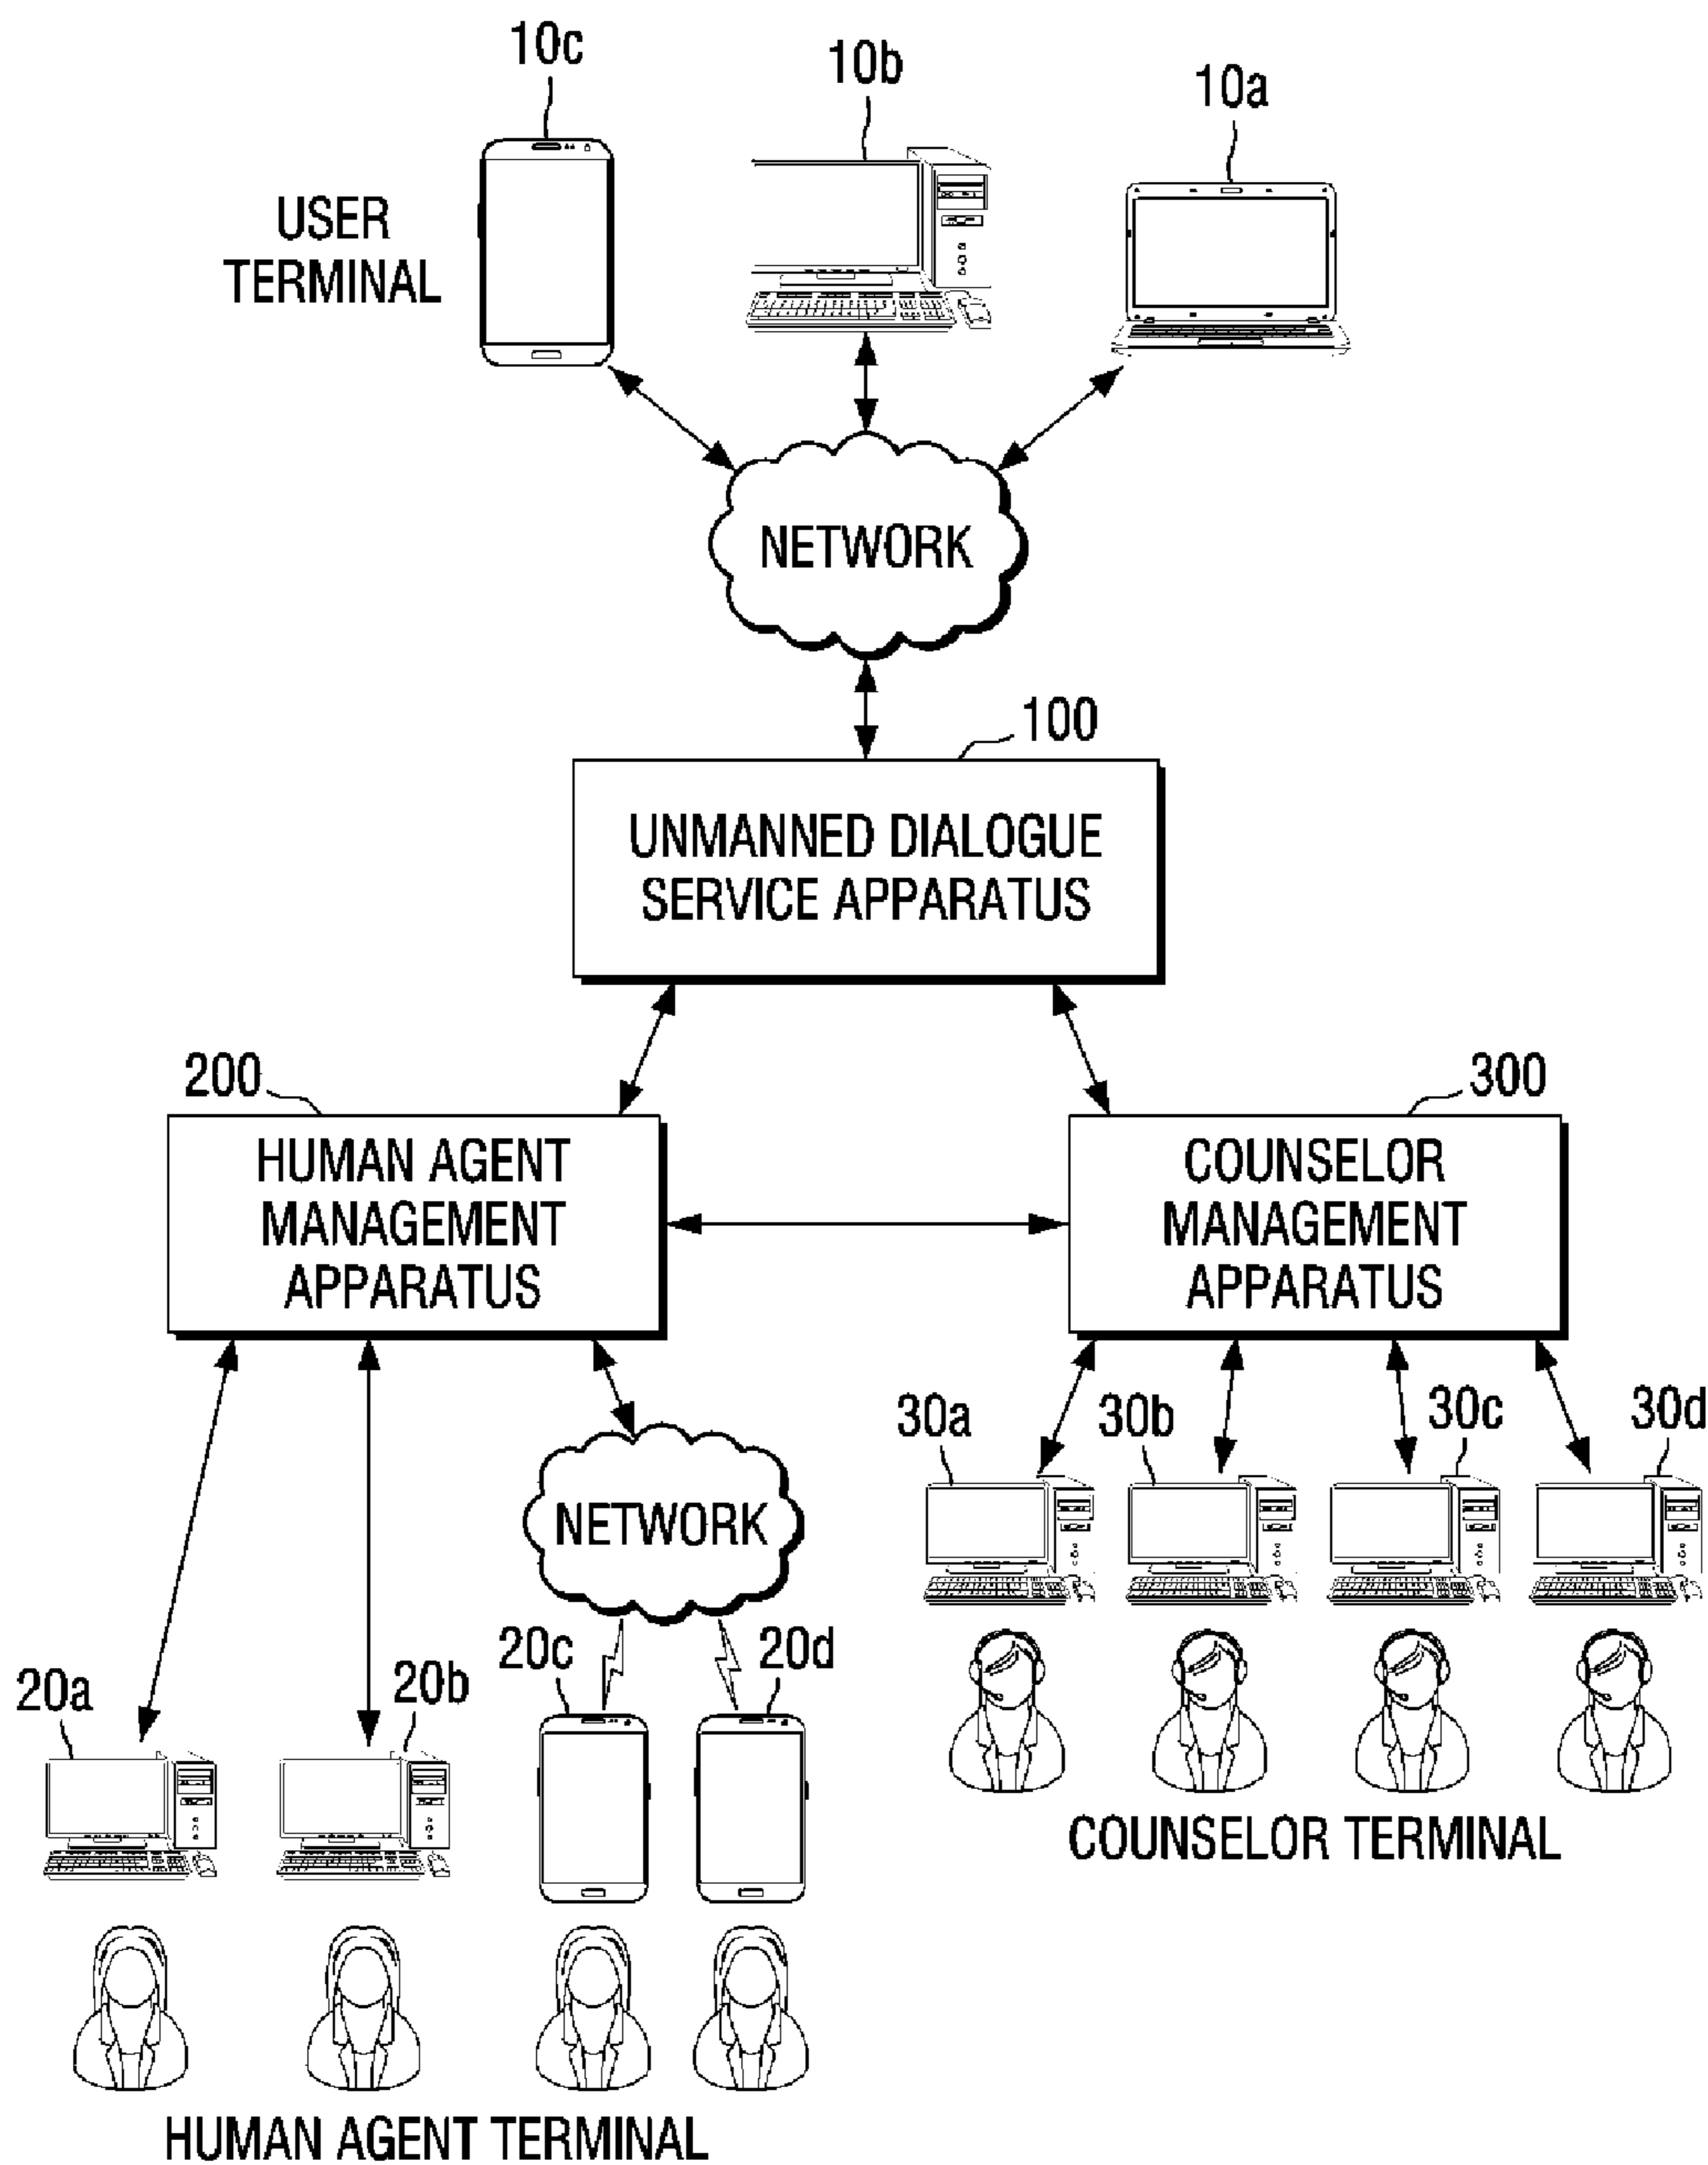 10c
10b
10a
USER
TERMINAL
NETWORK
100
UNMANNED DIALOGUE
SERVICE APPARATUS
200
300
HUMAN AGENT
MANAGEMENT
APPARATUS
COUNSELOR
MANAGEMENT
APPARATUS
30a
30b
30c
30d
NETWORK
20a
20b
20c
20d
COUNSELOR TERMINAL
HUMAN AGENT TERMINAL